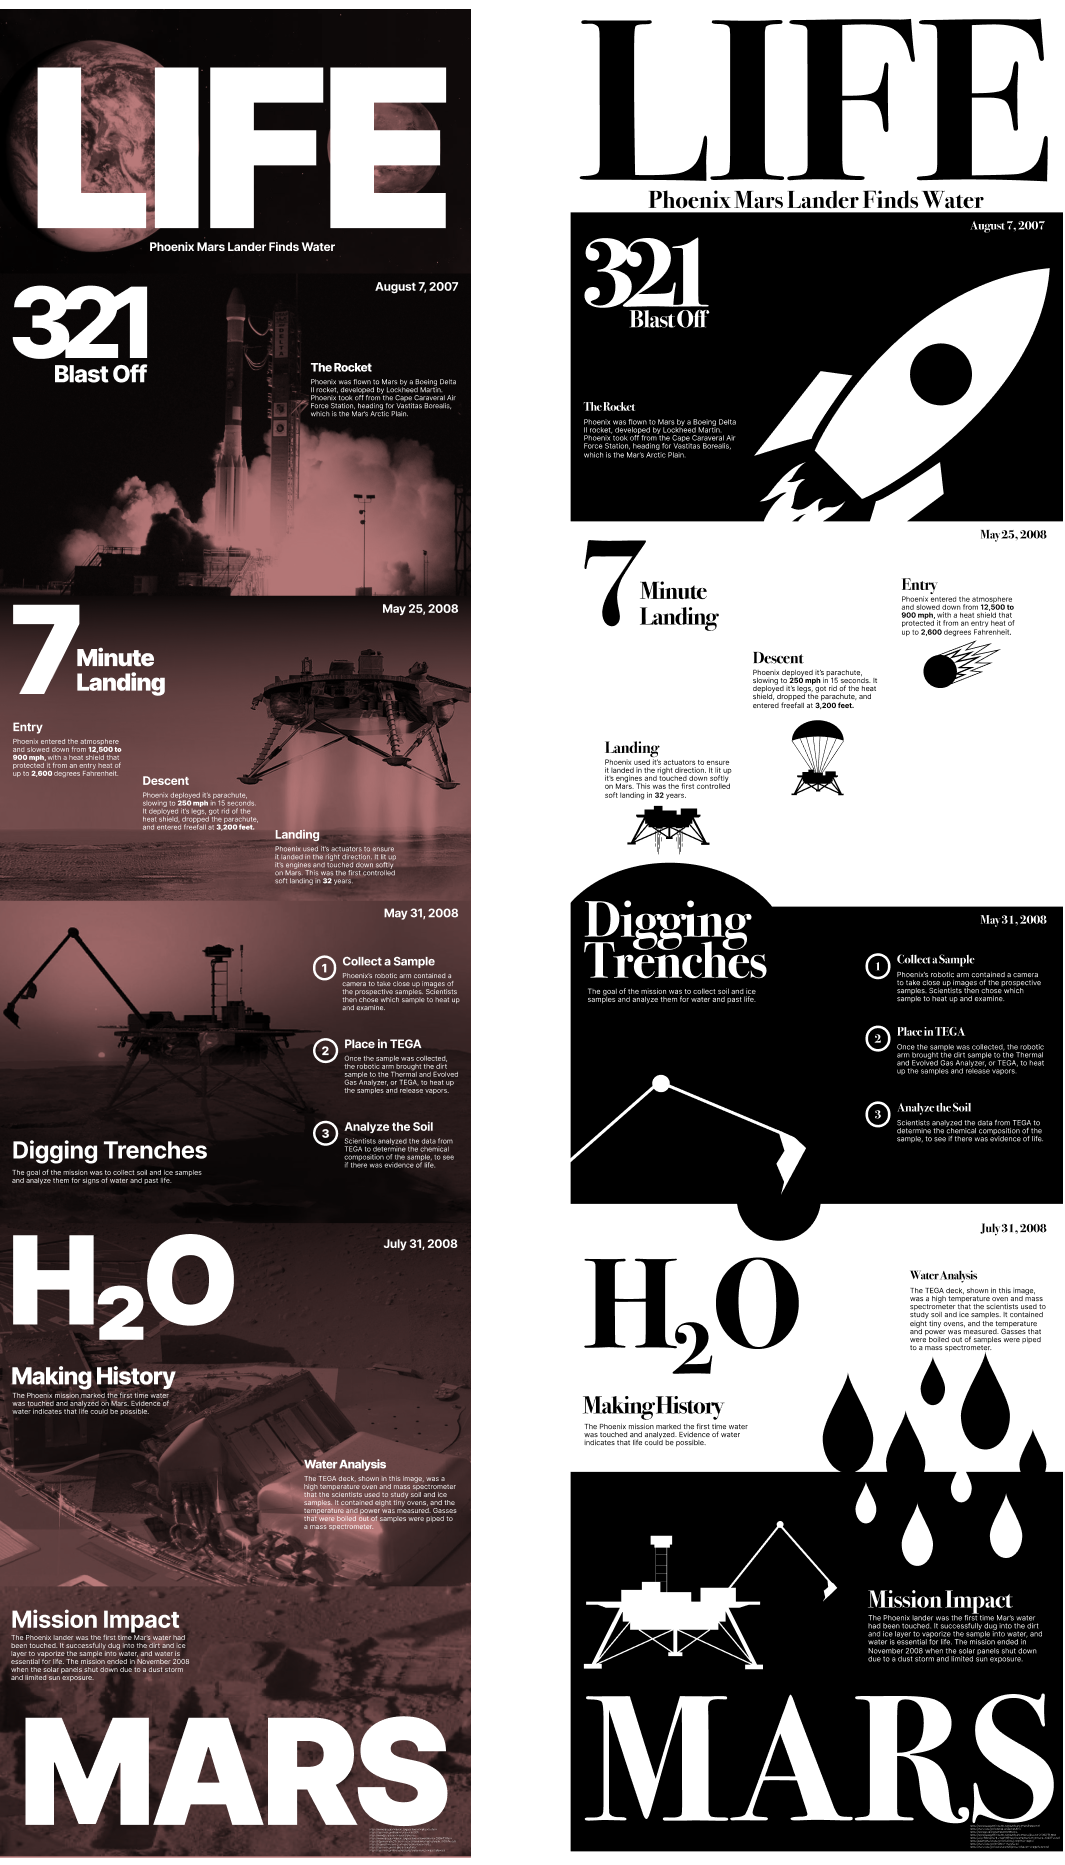 LIFE
Phoenix Mars Lander Finds Water
August 7, 2007
321
Blast Off
The Rocket
Phoenix was flown to Mars by a Boeing Delta
II rocket, developed by Lockheed Martin.
Phoenix took off from the Cape Caraveral Air
Force Station, heading for Vastitas Borealis,
which is the Mar's Arctic Plain.
May 25, 2008
7
Minute
Landing
Entry
Phoenix entered the atmosphere
and slowed down from 12,500 to
900 mph, with a heat shield that
protected it from an entry heat of
up to 2,600 degrees Fahrenheit.
Descent
Phoenix deployed it's parachute,
slowing to 250 mph in 15 seconds.
It deployed it's legs, got rid of the
heat shield, dropped the parachute,
and entered freefall at 3,200 feet.
Landing
Phoenix used it's actuators to ensure
it landed in the right direction. It lit up
it's engines and touched down softly
on Mars. This was the first controlled
soft landing in 32 years.
May 31, 2008
1
Collect a Sample
Phoenix's robotic arm contained a
camera to take close up images of
the prospective samples. Scientists
then chose which sample to heat up
and examine.
2
Place in TEGA
Once the sample was collected,
the robotic arm brought the dirt
sample to the Thermal and Evolved
Gas Analyzer, or TEGA, to heat up
the samples and release vapors.
3
Analyze the Soil
Scientists analyzed the data from
TEGA to determine the chemical
composition of the sample, to see
if there was evidence of life.
Digging Trenches
The goal of the mission was to collect soil and ice samples
and analyze them for signs of water and past life.
July 31, 2008
H2O
Making History
The Phoenix mission marked the first time water
was touched and analyzed on Mars. Evidence of
water indicates that life could be possible.
Water Analysis
The TEGA deck, shown in this image, was a
high temperature oven and mass spectrometer
that the scientists used to study soil and ice
samples. It contained eight tiny ovens, and the
temperature and power was measured. Gasses
that were boiled out of samples were piped to
a mass spectrometer.
Mission Impact
The Phoenix lander was the first time Mar's water had
been touched. It successfully dug into the dirt and ice
layer to vaporize the sample into water, and water is
essential for life. The mission ended in November 2008
when the solar panels shut down due to a dust storm
and limited sun exposure.
MARS
LIFE
Phoenix Mars Lander Finds Water
August 7, 2007
321
Blast Off
The Rocket
Phoenix was flown to Mars by a Boeing Delta
II rocket, developed by Lockheed Martin.
Phoenix took off from the Cape Caraveral Air
Force Station, heading for Vastitas Borealis,
which is the Mar's Arctic Plain.
May 25, 2008
7
Minute
Landing
Entry
Phoenix entered the atmosphere
and slowed down from 12,500 to
900 mph, with a heat shield that
protected it from an entry heat of
up to 2,600 degrees Fahrenheit.
Descent
Phoenix deployed it's parachute,
slowing to 250 mph in 15 seconds. It
deployed it's legs, got rid of the heat
shield, dropped the parachute, and
entered freefall at 3,200 feet.
Landing
Phoenix used it's actuators to ensure
it landed in the right direction. It lit up
it's engines and touched down softly
on Mars. This was the first controlled
soft landing in 32 years.
Digging
Trenches
The goal of the mission was to collect soil and ice
samples and analyze them for water and past life.
May 31, 2008
1
Collect a Sample
Phoenix's robotic arm contained a camera
to take close up images of the prospective
samples. Scientists then chose which
sample to heat up and examine.
2
Place in TEGA
Once the sample was collected, the robotic
arm brought the dirt sample to the Thermal
and Evolved Gas Analyzer, or TEGA, to heat
up the samples and release vapors.
3
Analyze the Soil
Scientists analyzed the data from TEGA to
determine the chemical composition of the
sample, to see if there was evidence of life.
July 31, 2008
H2O
Water Analysis
The TEGA deck, shown in this image,
was a high temperature oven and mass
spectrometer that the scientists used to
study soil and ice samples. It contained
eight tiny ovens, and the temperature
and power was measured. Gasses that
were boiled out of samples were piped
to a mass spectrometer.
Making History
The Phoenix mission marked the first time water
was touched and analyzed. Evidence of water
indicates that life could be possible.
Mission Impact
The Phoenix lander was the first time Mar's water
had been touched. It successfully dug into the dirt
and ice layer to vaporize the sample into water, and
water is essential for life. The mission ended in
November 2008 when the solar panels shut down
due to a dust storm and limited sun exposure.
MARS